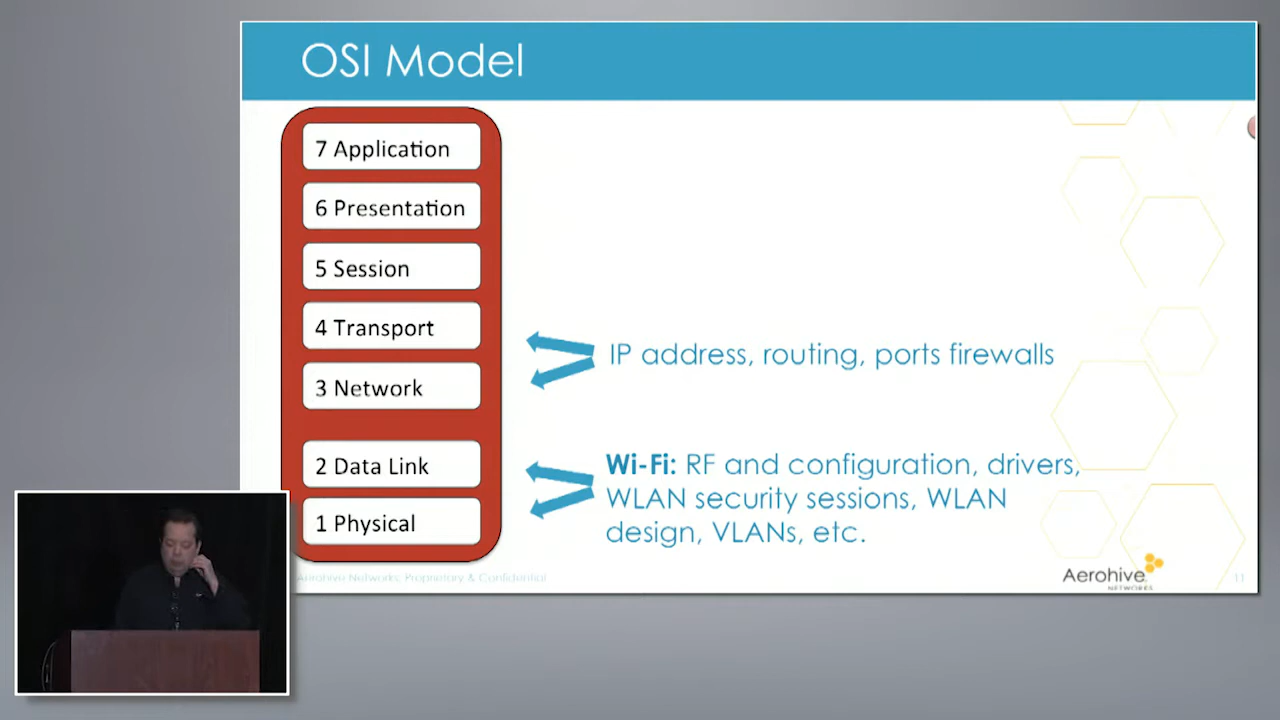 OSI Model
7 Application
6 Presentation
5 Session
4 Transport
3 Network
2 Data Link
1 Physical
IP address, routing, ports firewalls
Wi-Fi: RF and configuration, drivers,
WLAN security sessions, WLAN
design, VLANs, etc.
Aerohive Networks. Proprietary & Confidential
Aerohive
NETWORKS
11